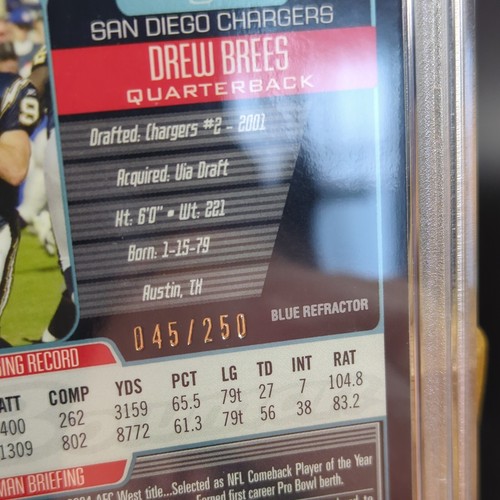 SAN DIEGO CHARGERS
DREW BREES
QUARTERBACK
Drafted: Chargers #2 - 2001
Acquired: Via Draft
Ht: 6'0" • Wt: 221
Born: 1-15-79
Austin, TX
BLUE REFRACTOR
045/250
ING RECORD
ATT COMP YDS PCT LG TD INT RAT
400 262 3159 65.5 79t 27 7 104.8
1309 802 8772 61.3 79t 56 38 83.2
MAN BRIEFING
2004 AFC West title...Selected as NFL Comeback Player of the Year
first career Pro Bowl berth.